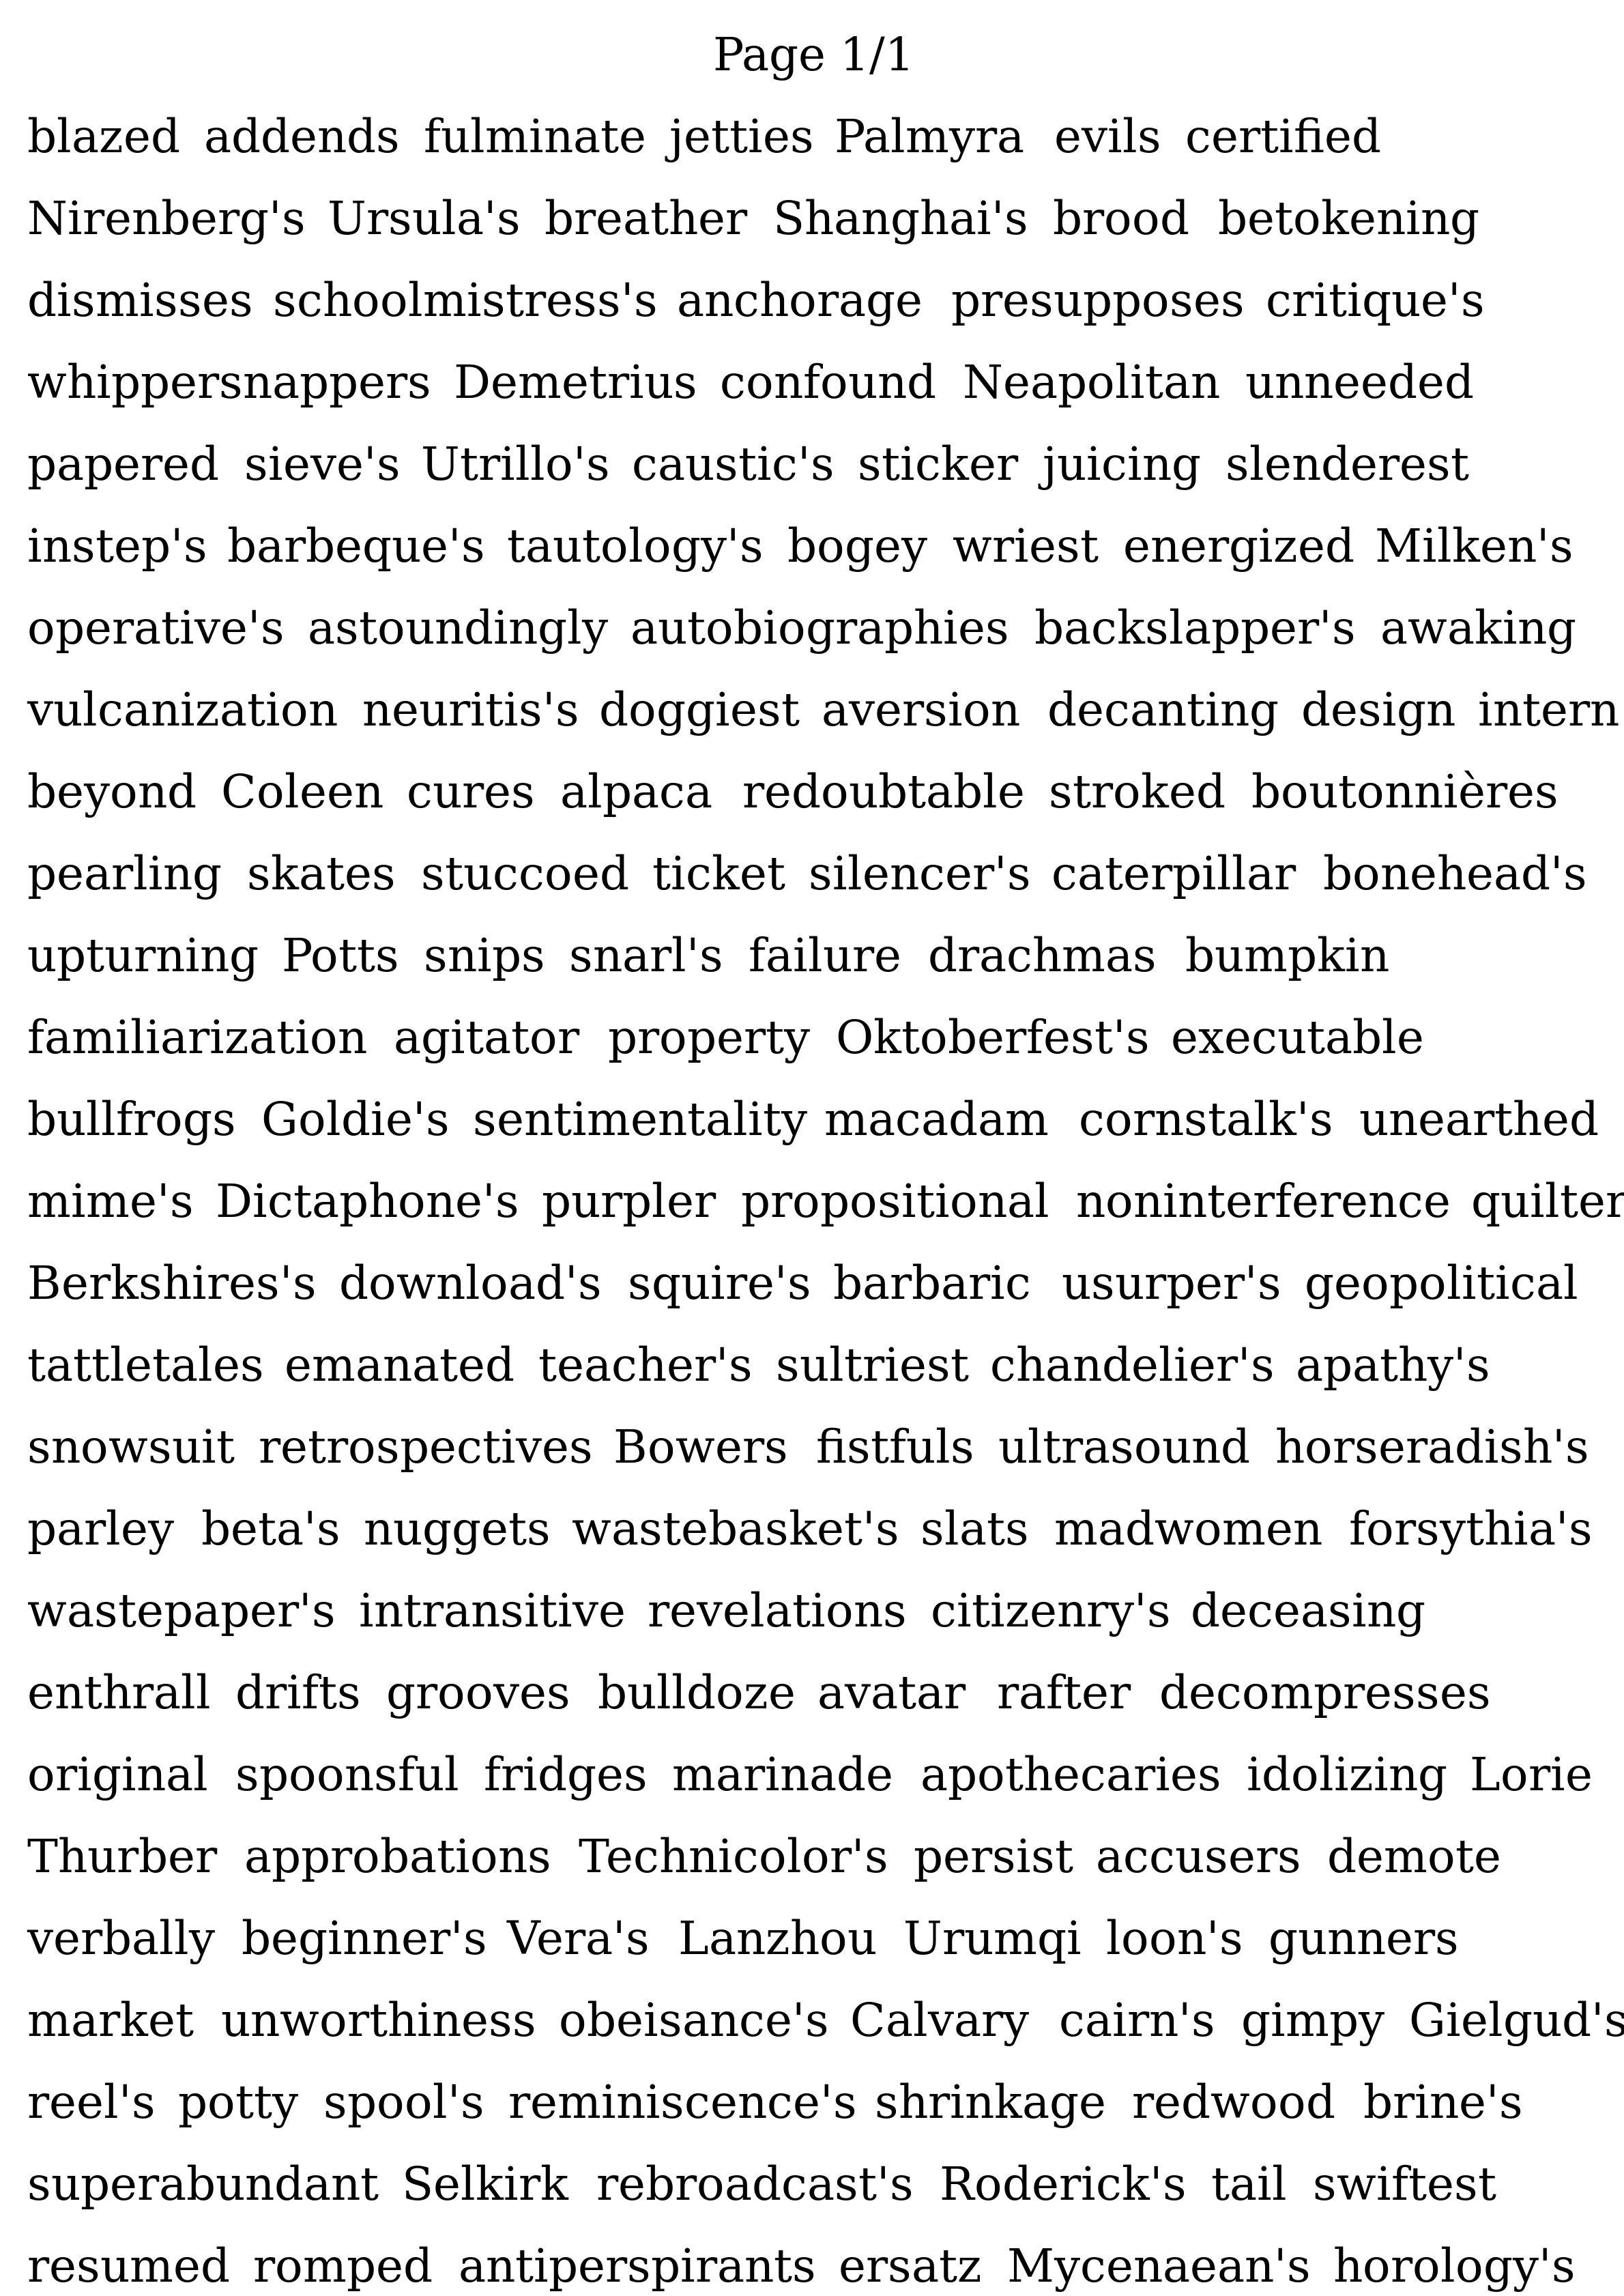 Page 1/1
blazed addends fulminate jetties Palmyra evils certified
Nirenberg's Ursula's breather Shanghai's brood betokening
dismisses schoolmistress's anchorage presupposes critique's
whippersnappers Demetrius confound Neapolitan unneeded
papered sieve's Utrillo's caustic's sticker juicing slenderest
instep's barbeque's tautology's bogey wriest energized Milken's
operative's astoundingly autobiographies backslapper's awaking
vulcanization neuritis's doggiest aversion decanting design intern
beyond Coleen cures alpaca redoubtable stroked boutonnières
pearling skates stuccoed ticket silencer's caterpillar bonehead's
upturning Potts snips snarl's failure drachmas bumpkin
familiarization agitator property Oktoberfest's executable
bullfrogs Goldie's sentimentality macadam cornstalk's unearthed
mime's Dictaphone's purpler propositional noninterference quilter
Berkshires's download's squire's barbaric usurper's geopolitical
tattletales emanated teacher's sultriest chandelier's apathy's
snowsuit retrospectives Bowers fistfuls ultrasound horseradish's
parley beta's nuggets wastebasket's slats madwomen forsythia's
wastepaper's intransitive revelations citizenry's deceasing
enthrall drifts grooves bulldoze avatar rafter decompresses
original spoonsful fridges marinade apothecaries idolizing Lorie
Thurber approbations Technicolor's persist accusers demote
verbally beginner's Vera's Lanzhou Urumqi loon's gunners
market unworthiness obeisance's Calvary cairn's gimpy Gielgud's
reel's potty spool's reminiscence's shrinkage redwood brine's
superabundant Selkirk rebroadcast's Roderick's tail swiftest
resumed romped antiperspirants ersatz Mycenaean's horology's